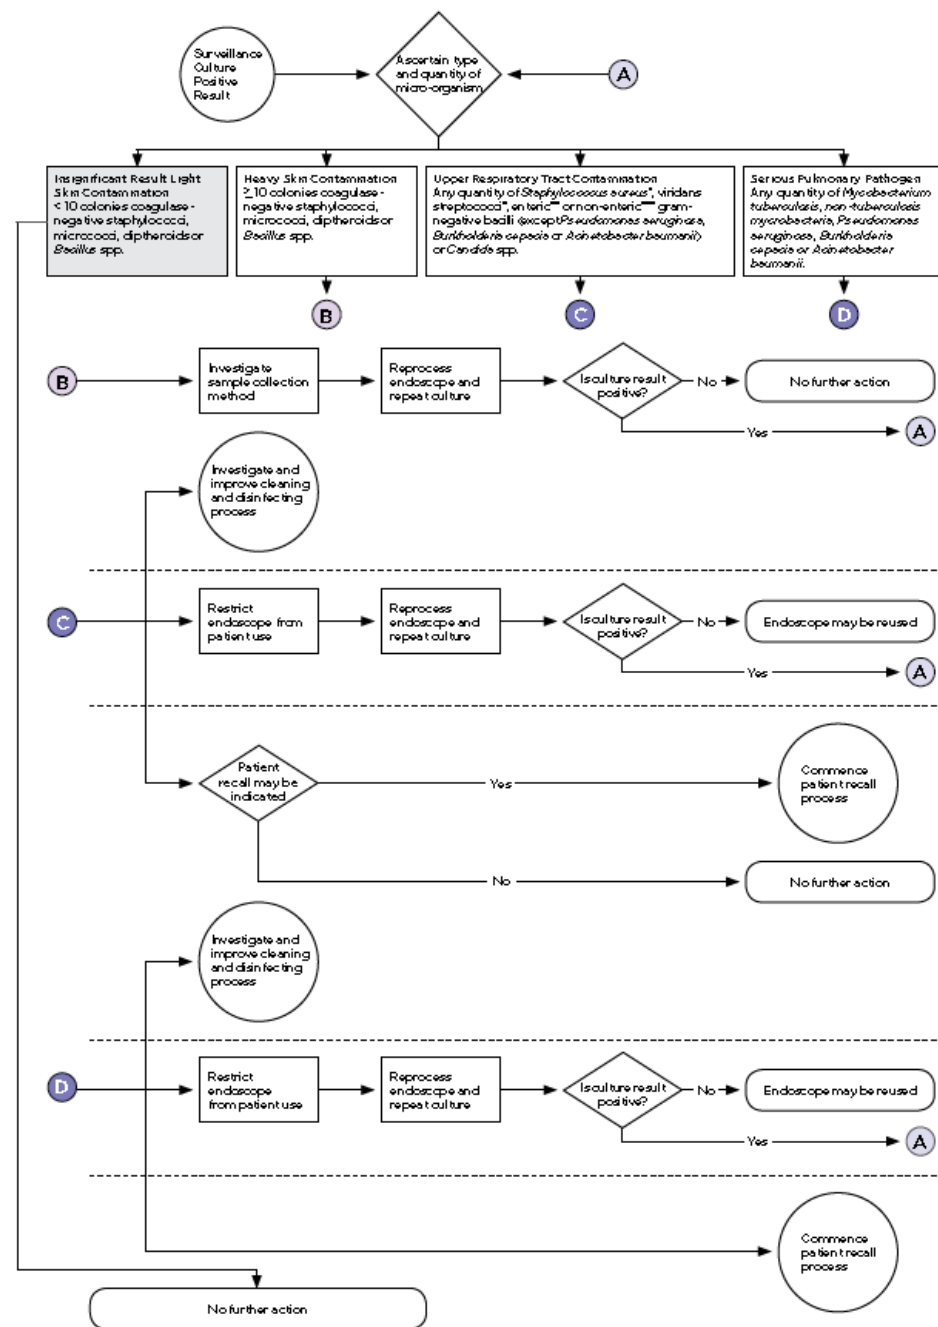 Surveillance
Culture
Positive
Result
Ascertain type
and quantity of
micro-organism
A
Insignificant Result Light
Skin Contamination
< 10 colonies coagulase-
negative staphylococci,
micrococci, diptheroids or
Bacillus spp.
Heavy Skin Contamination
≥ 10 colonies coagulase-
negative staphylococci,
micrococci, diptheroids or
Bacillus spp.
Upper Respiratory Tract Contamination
Any quantity of Staphylococcus aureus*, viridans
streptococci*, enteric** or non-enteric*** gram-
negative bacilli (except Pseudomonas aeruginosa,
Burkholderia cepacia or Acinetobacter baumanii)
or Candida spp.
Serious Pulmonary Pathogen
Any quantity of Mycobacterium
tuberculosis, non-tuberculosis
mycrobacteria, Pseudomonas
aeruginosa, Burkholderia
cepacia or Acinetobacter
baumanii.
B
C
D
B
Investigate
sample collection
method
Reprocess
endoscope and
repeat culture
Is culture result
positive?
No
No further action
Yes
A
Investigate and
improve cleaning
and disinfecting
process
C
Restrict
endoscope from
patient use
Reprocess
endoscope and
repeat culture
Is culture result
positive?
No
Endoscope may be reused
Yes
A
Patient
recall may be
indicated
Yes
Commence
patient recall
process
No
No further action
Investigate and
improve cleaning
and disinfecting
process
D
Restrict
endoscope
from patient use
Reprocess
endoscope and
repeat culture
Is culture result
positive?
No
Endoscope may be reused
Yes
A
Commence
patient recall
process
No further action